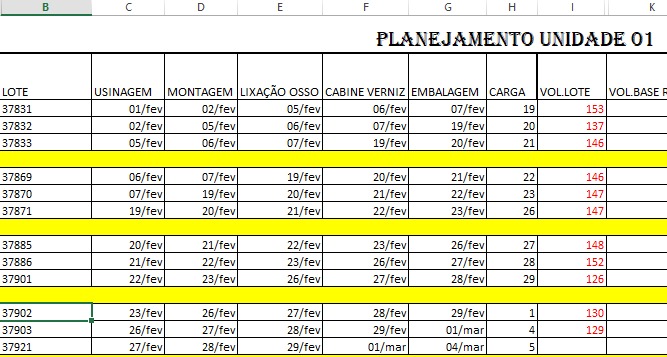 B C D E F G H I K
PLANEJAMENTO UNIDADE 01
LOTE USINAGEM MONTAGEM LIXAÇÃO OSSO CABINE VERNIZ EMBALAGEM CARGA VOL.LOTE VOL.BASE R
37831 01/fev 02/fev 05/fev 06/fev 07/fev 19 153
37832 02/fev 05/fev 06/fev 07/fev 19/fev 20 137
37833 05/fev 06/fev 07/fev 19/fev 20/fev 21 146
37869 06/fev 07/fev 19/fev 20/fev 21/fev 22 146
37870 07/fev 19/fev 20/fev 21/fev 22/fev 23 147
37871 19/fev 20/fev 21/fev 22/fev 23/fev 26 147
37885 20/fev 21/fev 22/fev 23/fev 26/fev 27 148
37886 21/fev 22/fev 23/fev 26/fev 27/fev 28 152
37901 22/fev 23/fev 26/fev 27/fev 28/fev 29 126
37902 23/fev 26/fev 27/fev 28/fev 29/fev 1 130
37903 26/fev 27/fev 28/fev 29/fev 01/mar 4 129
37921 27/fev 28/fev 29/fev 01/mar 04/mar 5